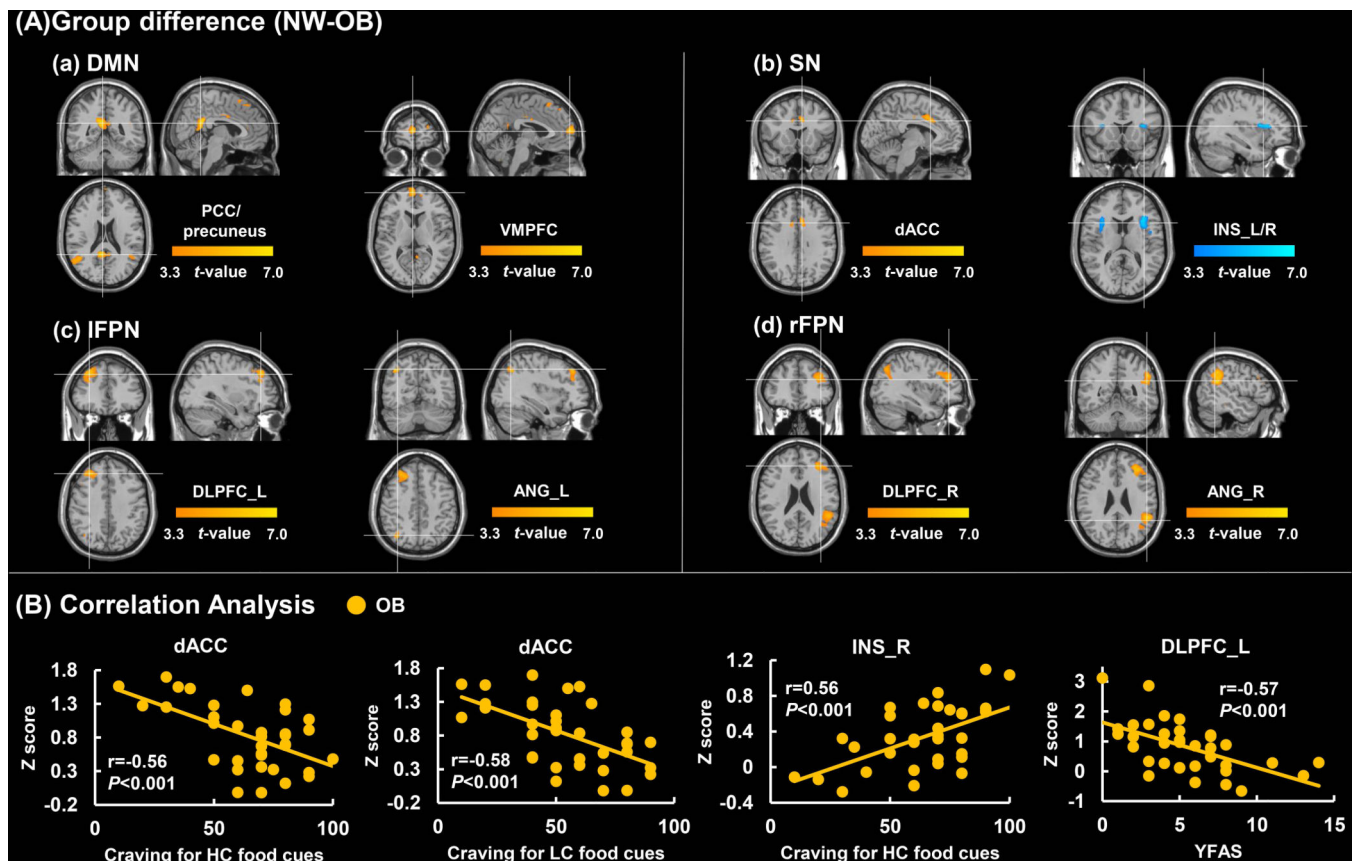 (A)Group difference (NW-OB)
(a) DMN
(b) SN
PCC/
precuneus
3.3 t-value 7.0
VMPFC
3.3 t-value 7.0
dACC
3.3 t-value 7.0
INS_L/R
3.3 t-value 7.0
(c) lFPN
(d) rFPN
DLPFC_L
3.3 t-value 7.0
ANG_L
3.3 t-value 7.0
DLPFC_R
3.3 t-value 7.0
ANG_R
3.3 t-value 7.0
(B) Correlation Analysis
OB
dACC
Z score
1.8
1.3
0.8
0.3
-0.2
r=-0.56
P<0.001
0 50 100
Craving for HC food cues
dACC
Z score
1.8
1.3
0.8
0.3
-0.2
r=-0.58
P<0.001
0 50 100
Craving for LC food cues
INS_R
Z score
1.2
0.8
0.4
0
-0.4
r=0.56
P<0.001
0 50 100
Craving for HC food cues
DLPFC_L
Z score
3
2
1
0
-1
r=-0.57
P<0.001
0 5 10 15
YFAS